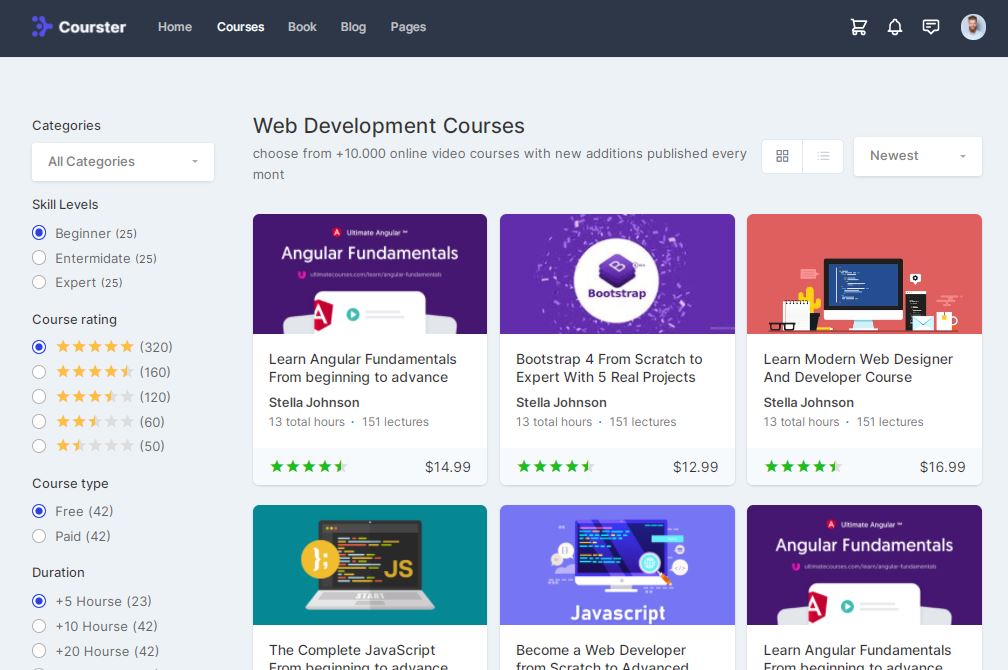 Courster
Home
Courses
Book
Blog
Pages
Categories
All Categories
Skill Levels
Beginner (25)
Entermidate (25)
Expert (25)
Course rating
(320)
(160)
(120)
(60)
(50)
Course type
Free (42)
Paid (42)
Duration
+5 Hourse (23)
+10 Hourse (42)
+20 Hourse (42)
Web Development Courses
choose from +10.000 online video courses with new additions published every
mont
Newest
Ultimate Angular ™
Angular Fundamentals
ultimatecourses.com/learn/angular-fundamentals
A
Learn Angular Fundamentals
From beginning to advance
Stella Johnson
13 total hours · 151 lectures
$14.99
B
Bootstrap
Bootstrap 4 From Scratch to
Expert With 5 Real Projects
Stella Johnson
13 total hours · 151 lectures
$12.99
Learn Modern Web Designer
And Developer Course
Stella Johnson
13 total hours · 151 lectures
$16.99
};
JS
START
The Complete JavaScript
From beginning to advance
Javascript
Become a Web Developer
from Scratch to Advanced
Ultimate Angular ™
Angular Fundamentals
ultimatecourses.com/learn/angular-fundamentals
A
Learn Angular Fundamentals
From beginning to advance